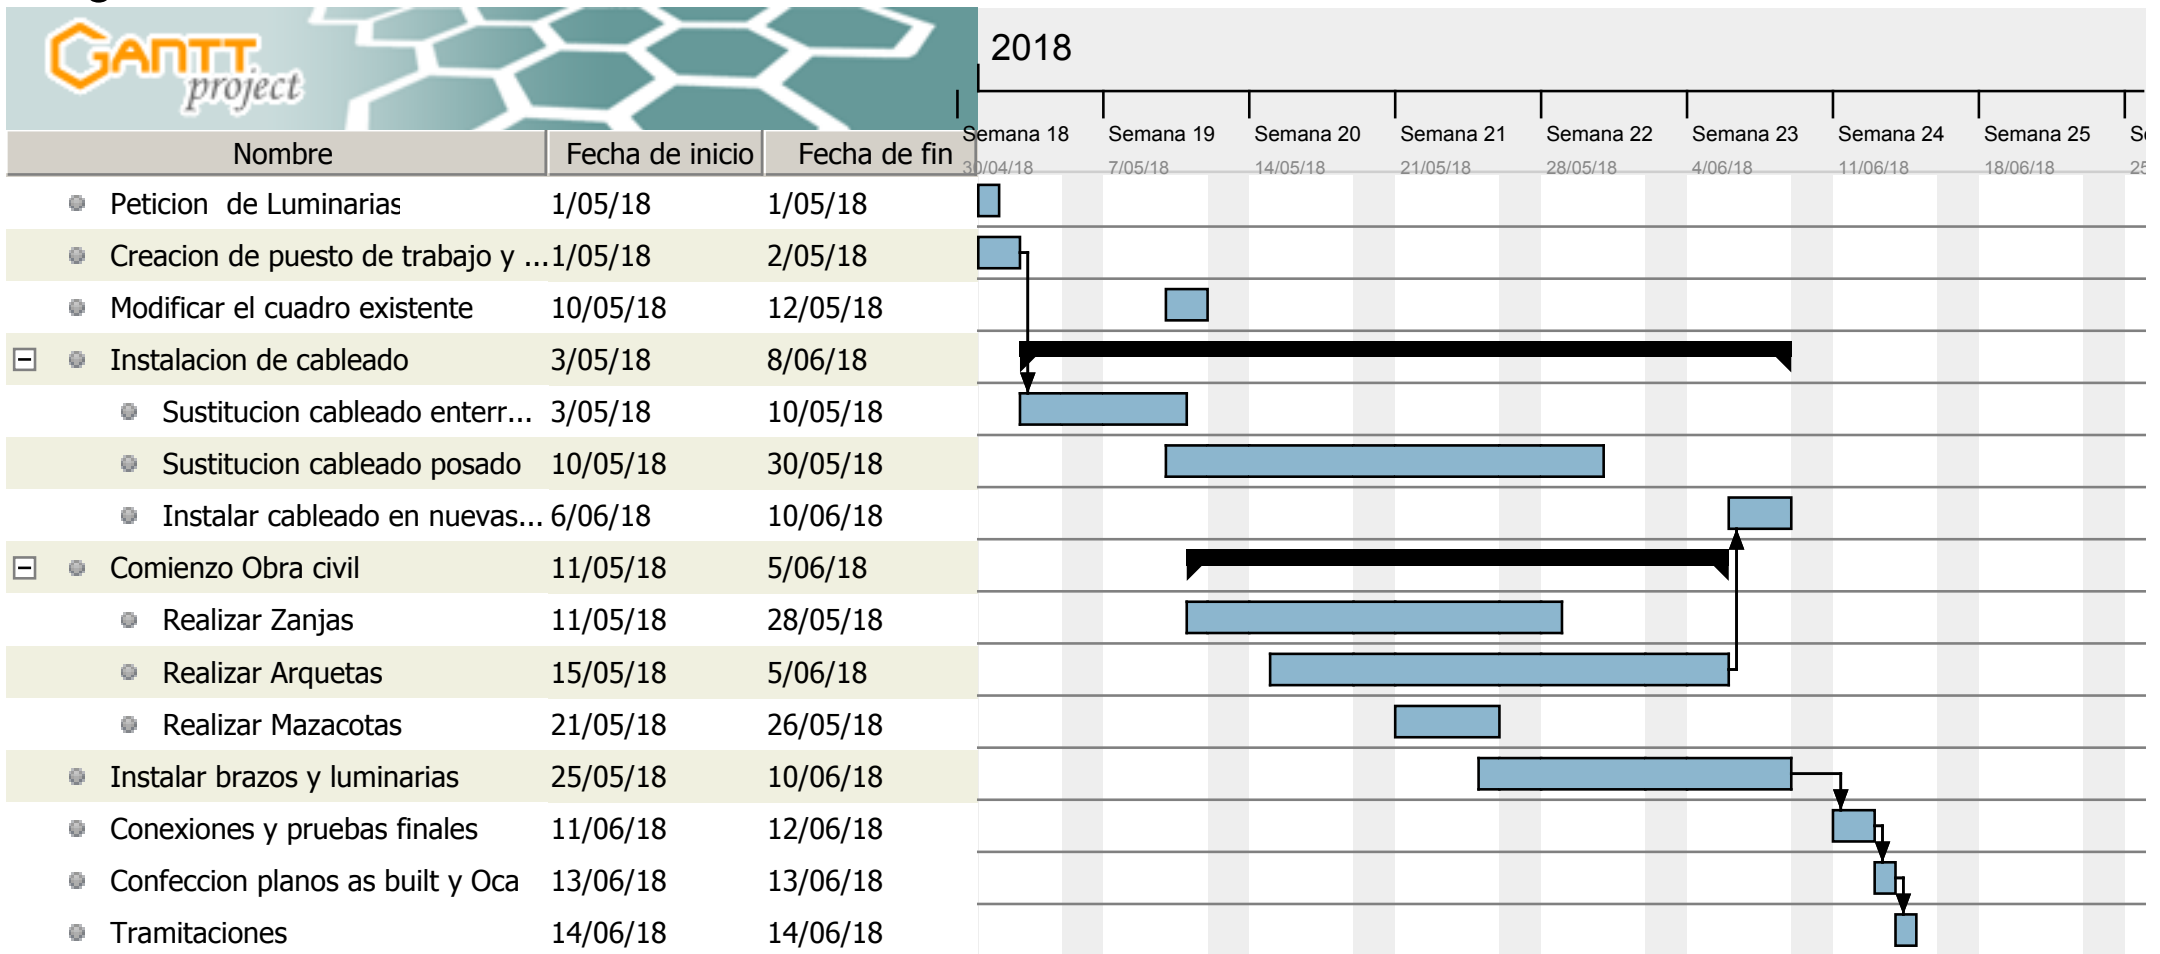 GANTT
project
2018
Semana 18 Semana 19 Semana 20 Semana 21 Semana 22 Semana 23 Semana 24 Semana 25
30/04/18 7/05/18 14/05/18 21/05/18 28/05/18 4/06/18 11/06/18 18/06/18
Nombre Fecha de inicio Fecha de fin
Peticion de Luminarias 1/05/18 1/05/18
Creacion de puesto de trabajo y ... 1/05/18 2/05/18
Modificar el cuadro existente 10/05/18 12/05/18
Instalacion de cableado 3/05/18 8/06/18
Sustitucion cableado enterr... 3/05/18 10/05/18
Sustitucion cableado posado 10/05/18 30/05/18
Instalar cableado en nuevas... 6/06/18 10/06/18
Comienzo Obra civil 11/05/18 5/06/18
Realizar Zanjas 11/05/18 28/05/18
Realizar Arquetas 15/05/18 5/06/18
Realizar Mazacotas 21/05/18 26/05/18
Instalar brazos y luminarias 25/05/18 10/06/18
Conexiones y pruebas finales 11/06/18 12/06/18
Confeccion planos as built y Oca 13/06/18 13/06/18
Tramitaciones 14/06/18 14/06/18